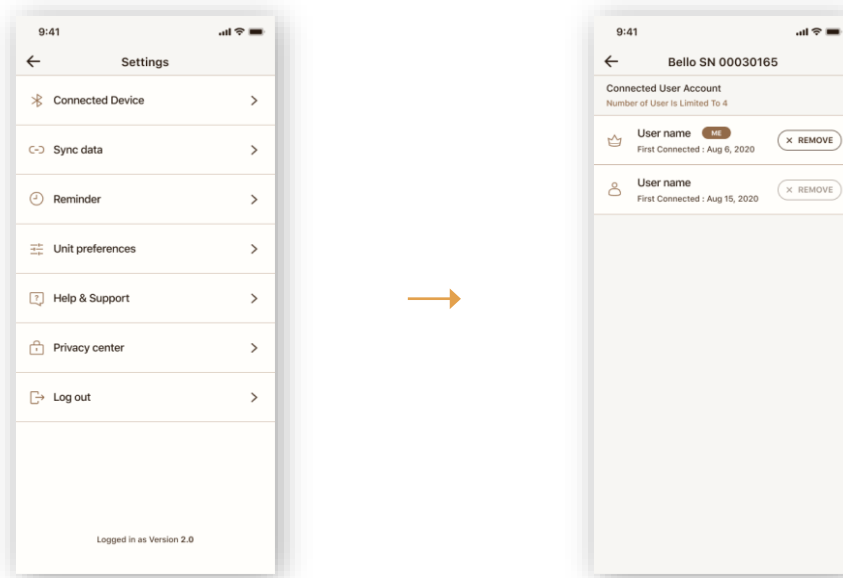 9:41
Settings
Connected Device
Sync data
Reminder
Unit preferences
Help & Support
Privacy center
Log out
Logged in as Version 2.0
9:41
Bello SN 00030165
Connected User Account
Number of User Is Limited To 4
User name ME
First Connected : Aug 6, 2020
× REMOVE
User name
First Connected : Aug 15, 2020
× REMOVE